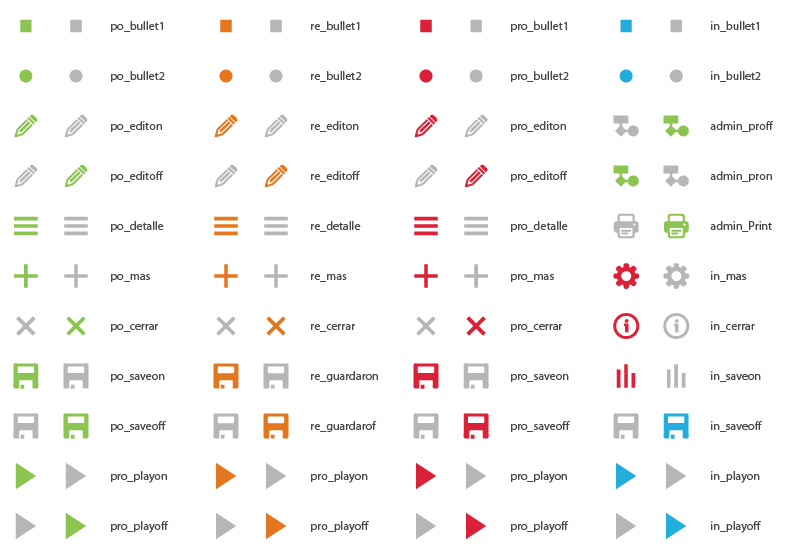 po_bullet1 re_bullet1 pro_bullet1 in_bullet1
po_bullet2 re_bullet2 pro_bullet2 in_bullet2
po_editon re_editon pro_editon admin_proff
po_editoff re_editoff pro_editoff admin_pron
po_detalle re_detalle pro_detalle admin_Print
po_mas re_mas pro_mas in_mas
po_cerrar re_cerrar pro_cerrar in_cerrar
po_saveon re_guardaron pro_saveon in_saveon
po_saveoff re_guardarof pro_saveoff in_saveoff
pro_playon pro_playon pro_playon in_playon
pro_playoff pro_playoff pro_playoff in_playoff